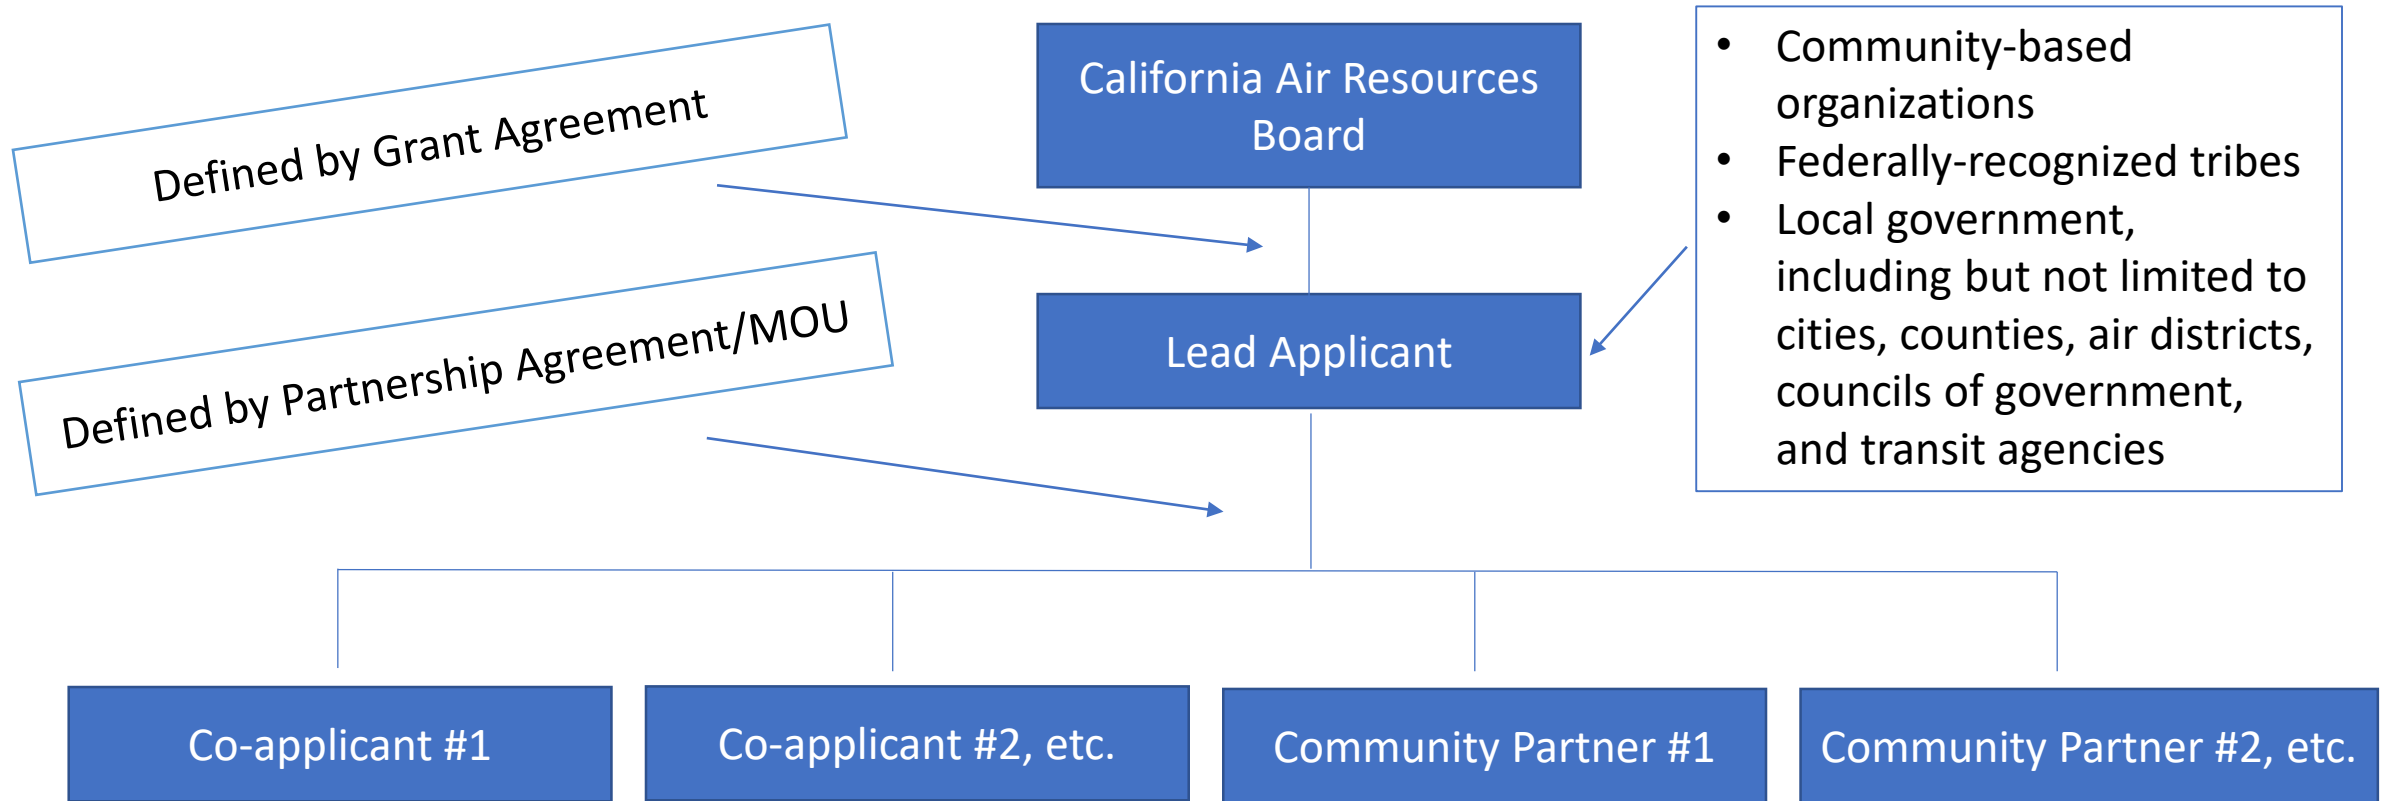 Defined by Grant Agreement
California Air Resources
Board
• Community-based
organizations
• Federally-recognized tribes
• Local government,
including but not limited to
cities, counties, air districts,
councils of government,
and transit agencies
Defined by Partnership Agreement/MOU
Lead Applicant
Co-applicant #1
Co-applicant #2, etc.
Community Partner #1
Community Partner #2, etc.